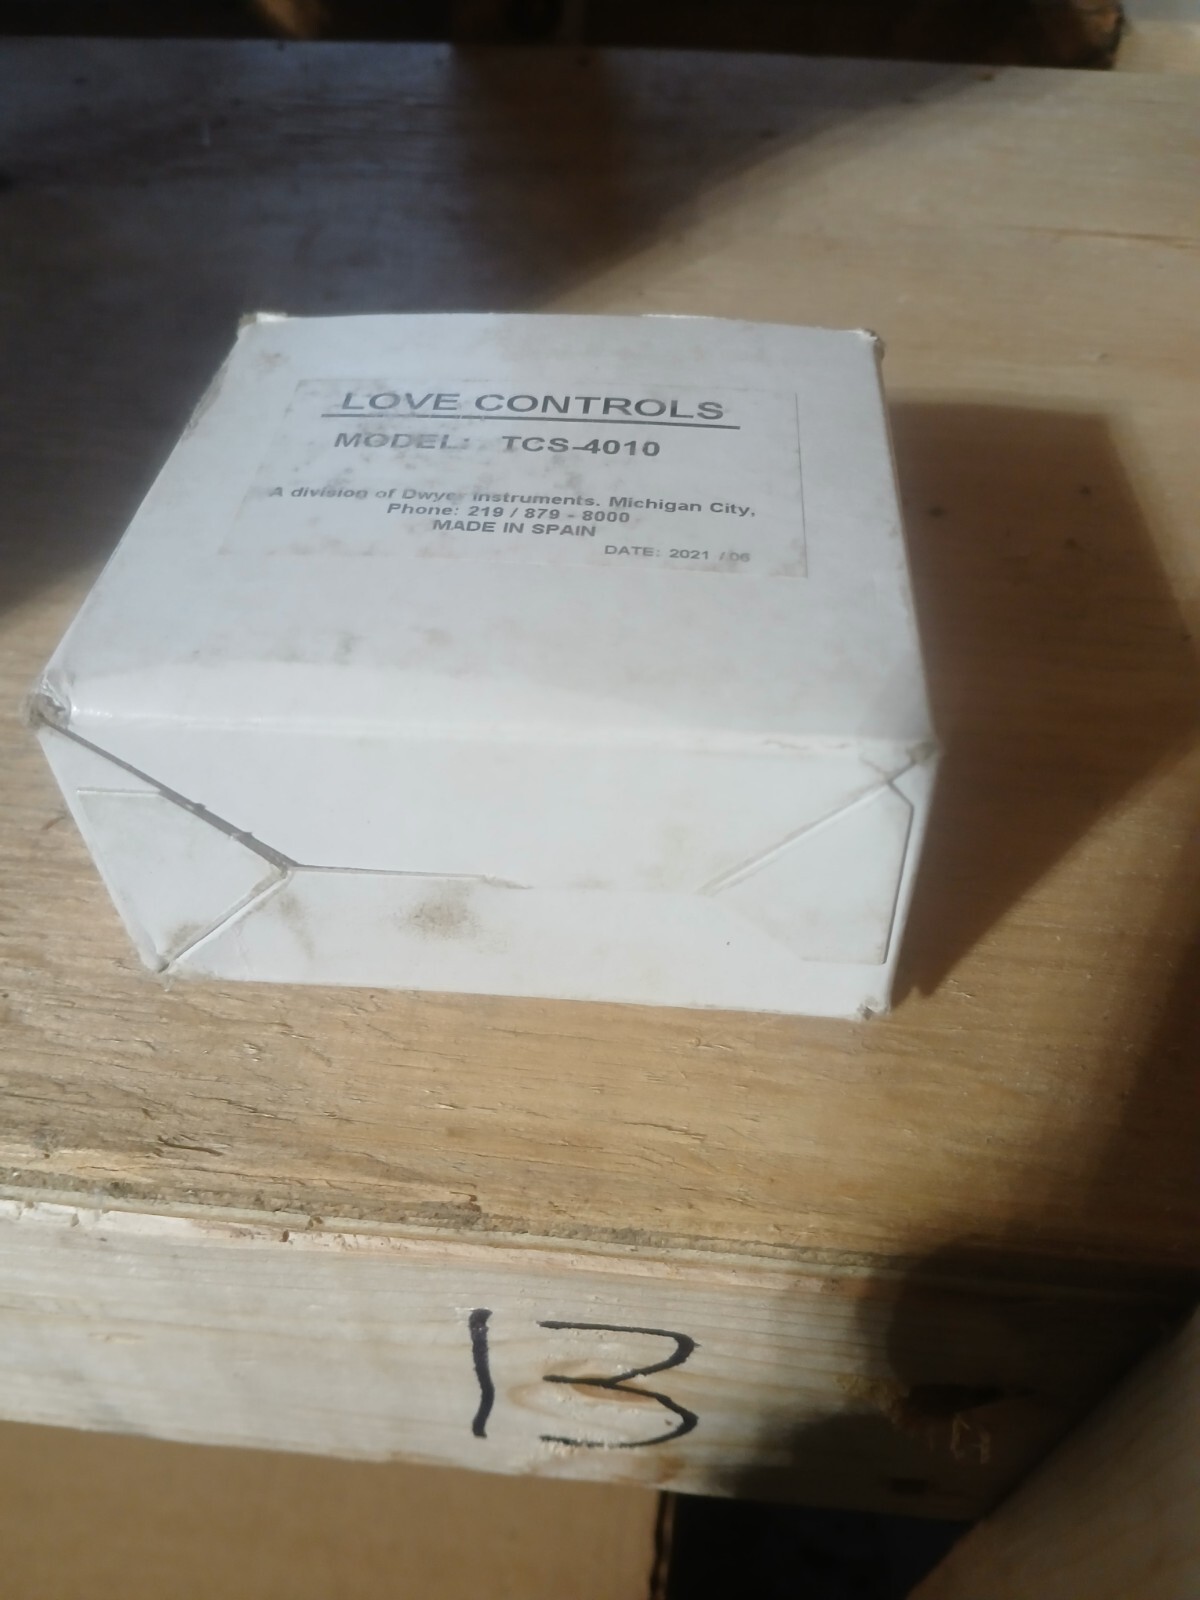 LOVE CONTROLS
MODEL: TCS-4010
A division of Dwyer instruments. Michigan City,
Phone: 219 / 879 - 8000
MADE IN SPAIN
DATE: 2021 / 06
13